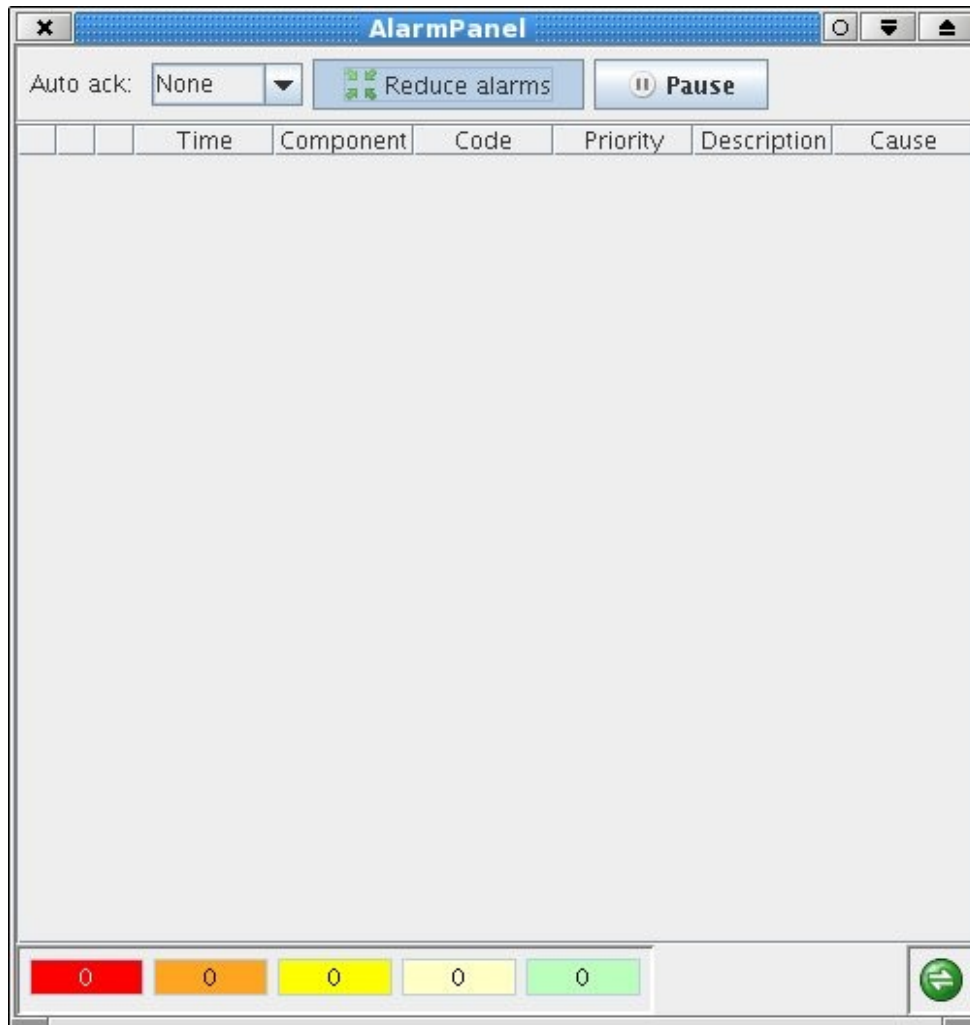 AlarmPanel
Auto ack: None Reduce alarms Pause
Time Component Code Priority Description Cause
0 0 0 0 0